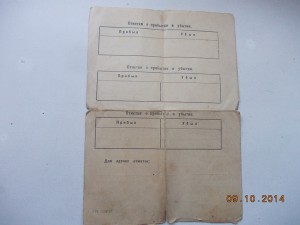 Отметки о прибытии и убытии.
Прибыл Убыл
Отметки о прибытии и убытии.
Прибыл Убыл
Отметки о прибытии и убытии.
Прибыл Убыл
Для особых отметок:
09.10.2014